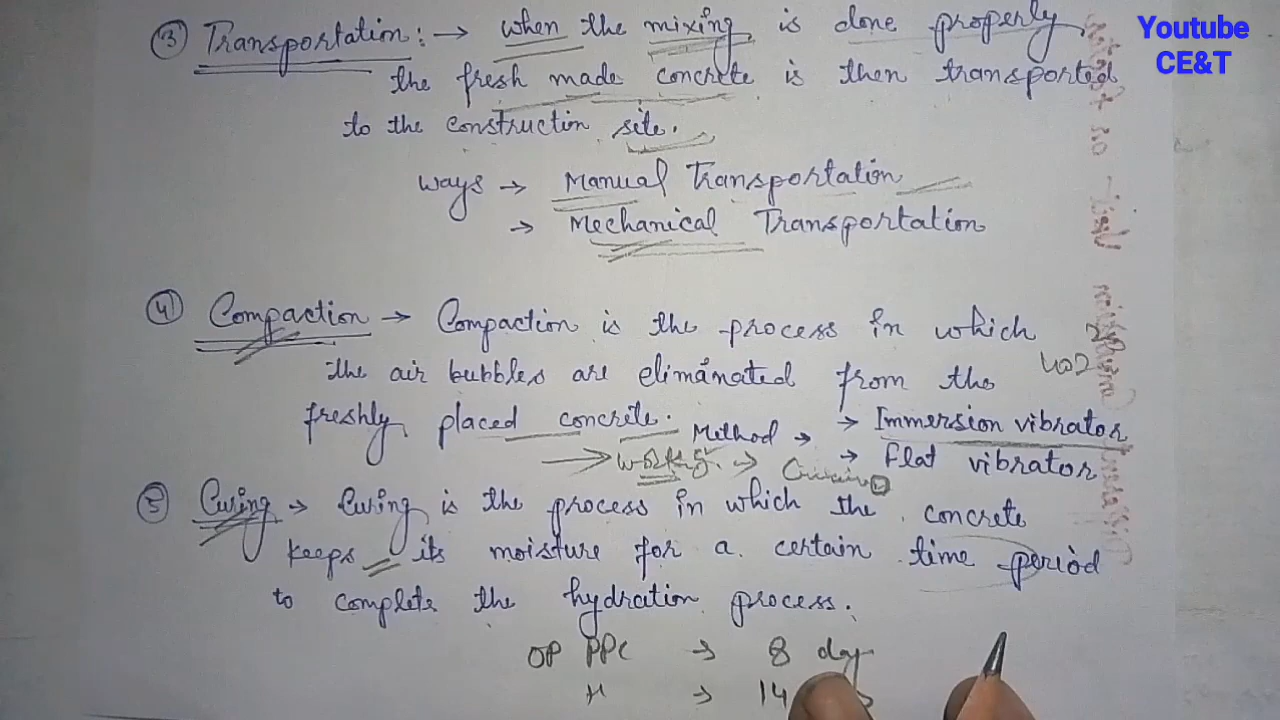 Youtube
CE&T
③ Transportation :→ when the mixing is done properly
the fresh made concrete is then transported
to the construction site.
ways → Manual Transportation
→ Mechanical Transportation
④ Compaction → Compaction is the process in which
the air bubbles are elimanated from the
freshly placed concrete. Method → → Immersion vibrator
→ flat vibrator
⑤ Curing → Curing is the process in which the concrete
keeps its moisture for a certain time period
to complete the hydration process.
OP PPC → 8 day
→ 14